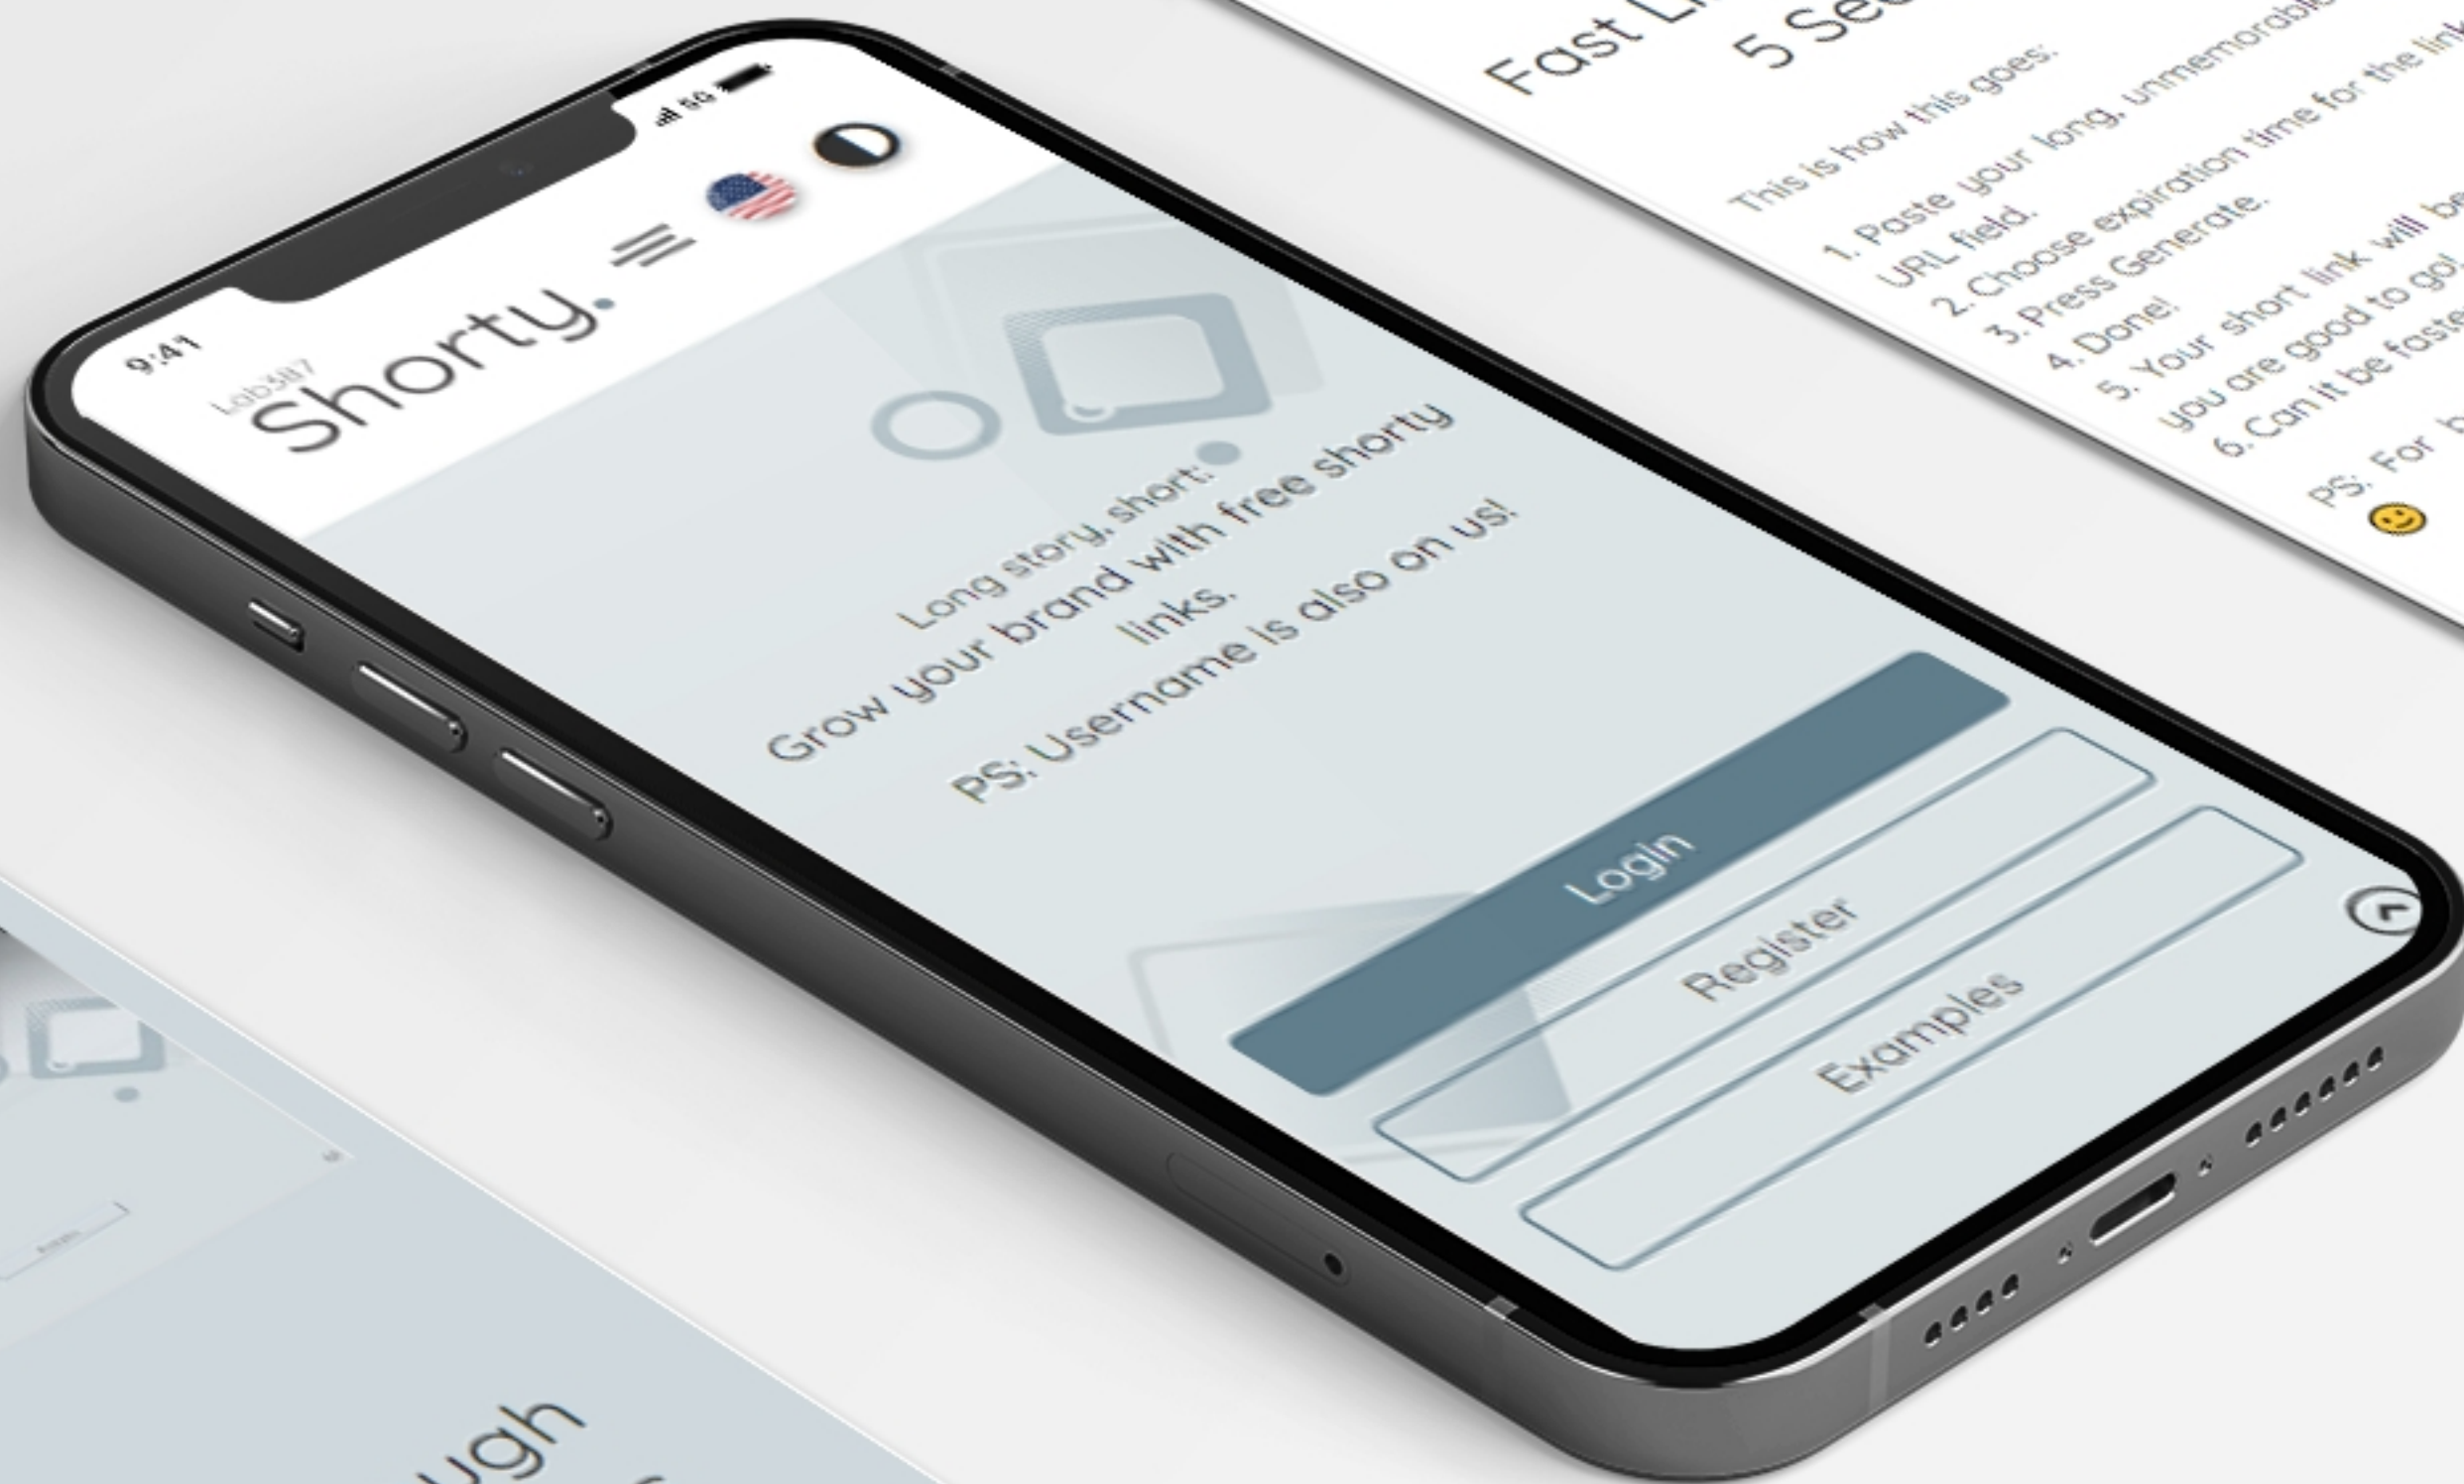 9:41
5G
Lab387
Shorty.
Long story, short:
Grow your brand with free shorty
links.
PS: Username is also on us!
Login
Register
Examples
Fast
5
This is how this goes:
1. Paste your long, unmemorable
URL field.
2. Choose expiration time for the link
3. Press Generate.
4. Done!
5. Your short link will be
you are good to go!
6. Can it be faster
PS: For
ugh